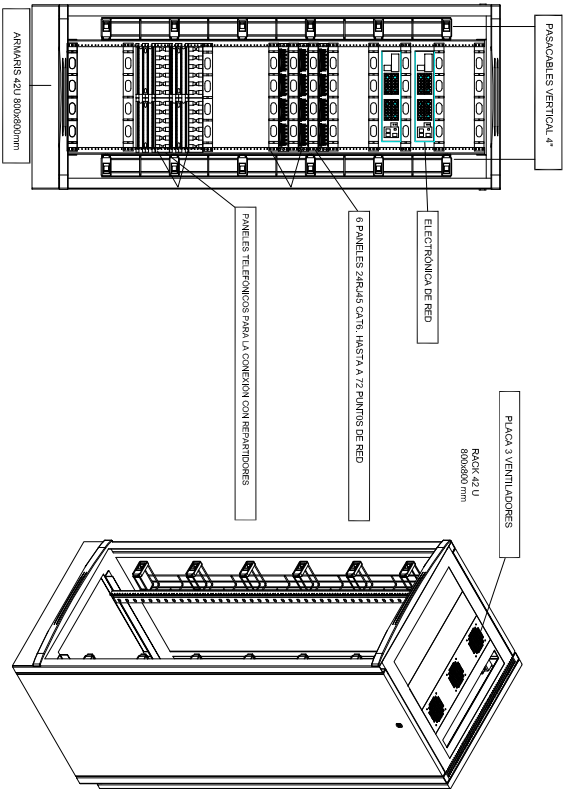 PASACABLES VERTICAL 4"
ELECTRÓNICA DE RED
6 PANELES 24RJ45 CAT6. HASTA A 72 PUNTOS DE RED
PANELES TELEFÓNICOS PARA LA CONEXIÓN CON REPARTIDORES
ARMARIS 42U 800x800mm
PLACA 3 VENTILADORES
RACK 42 U
800x800 mm